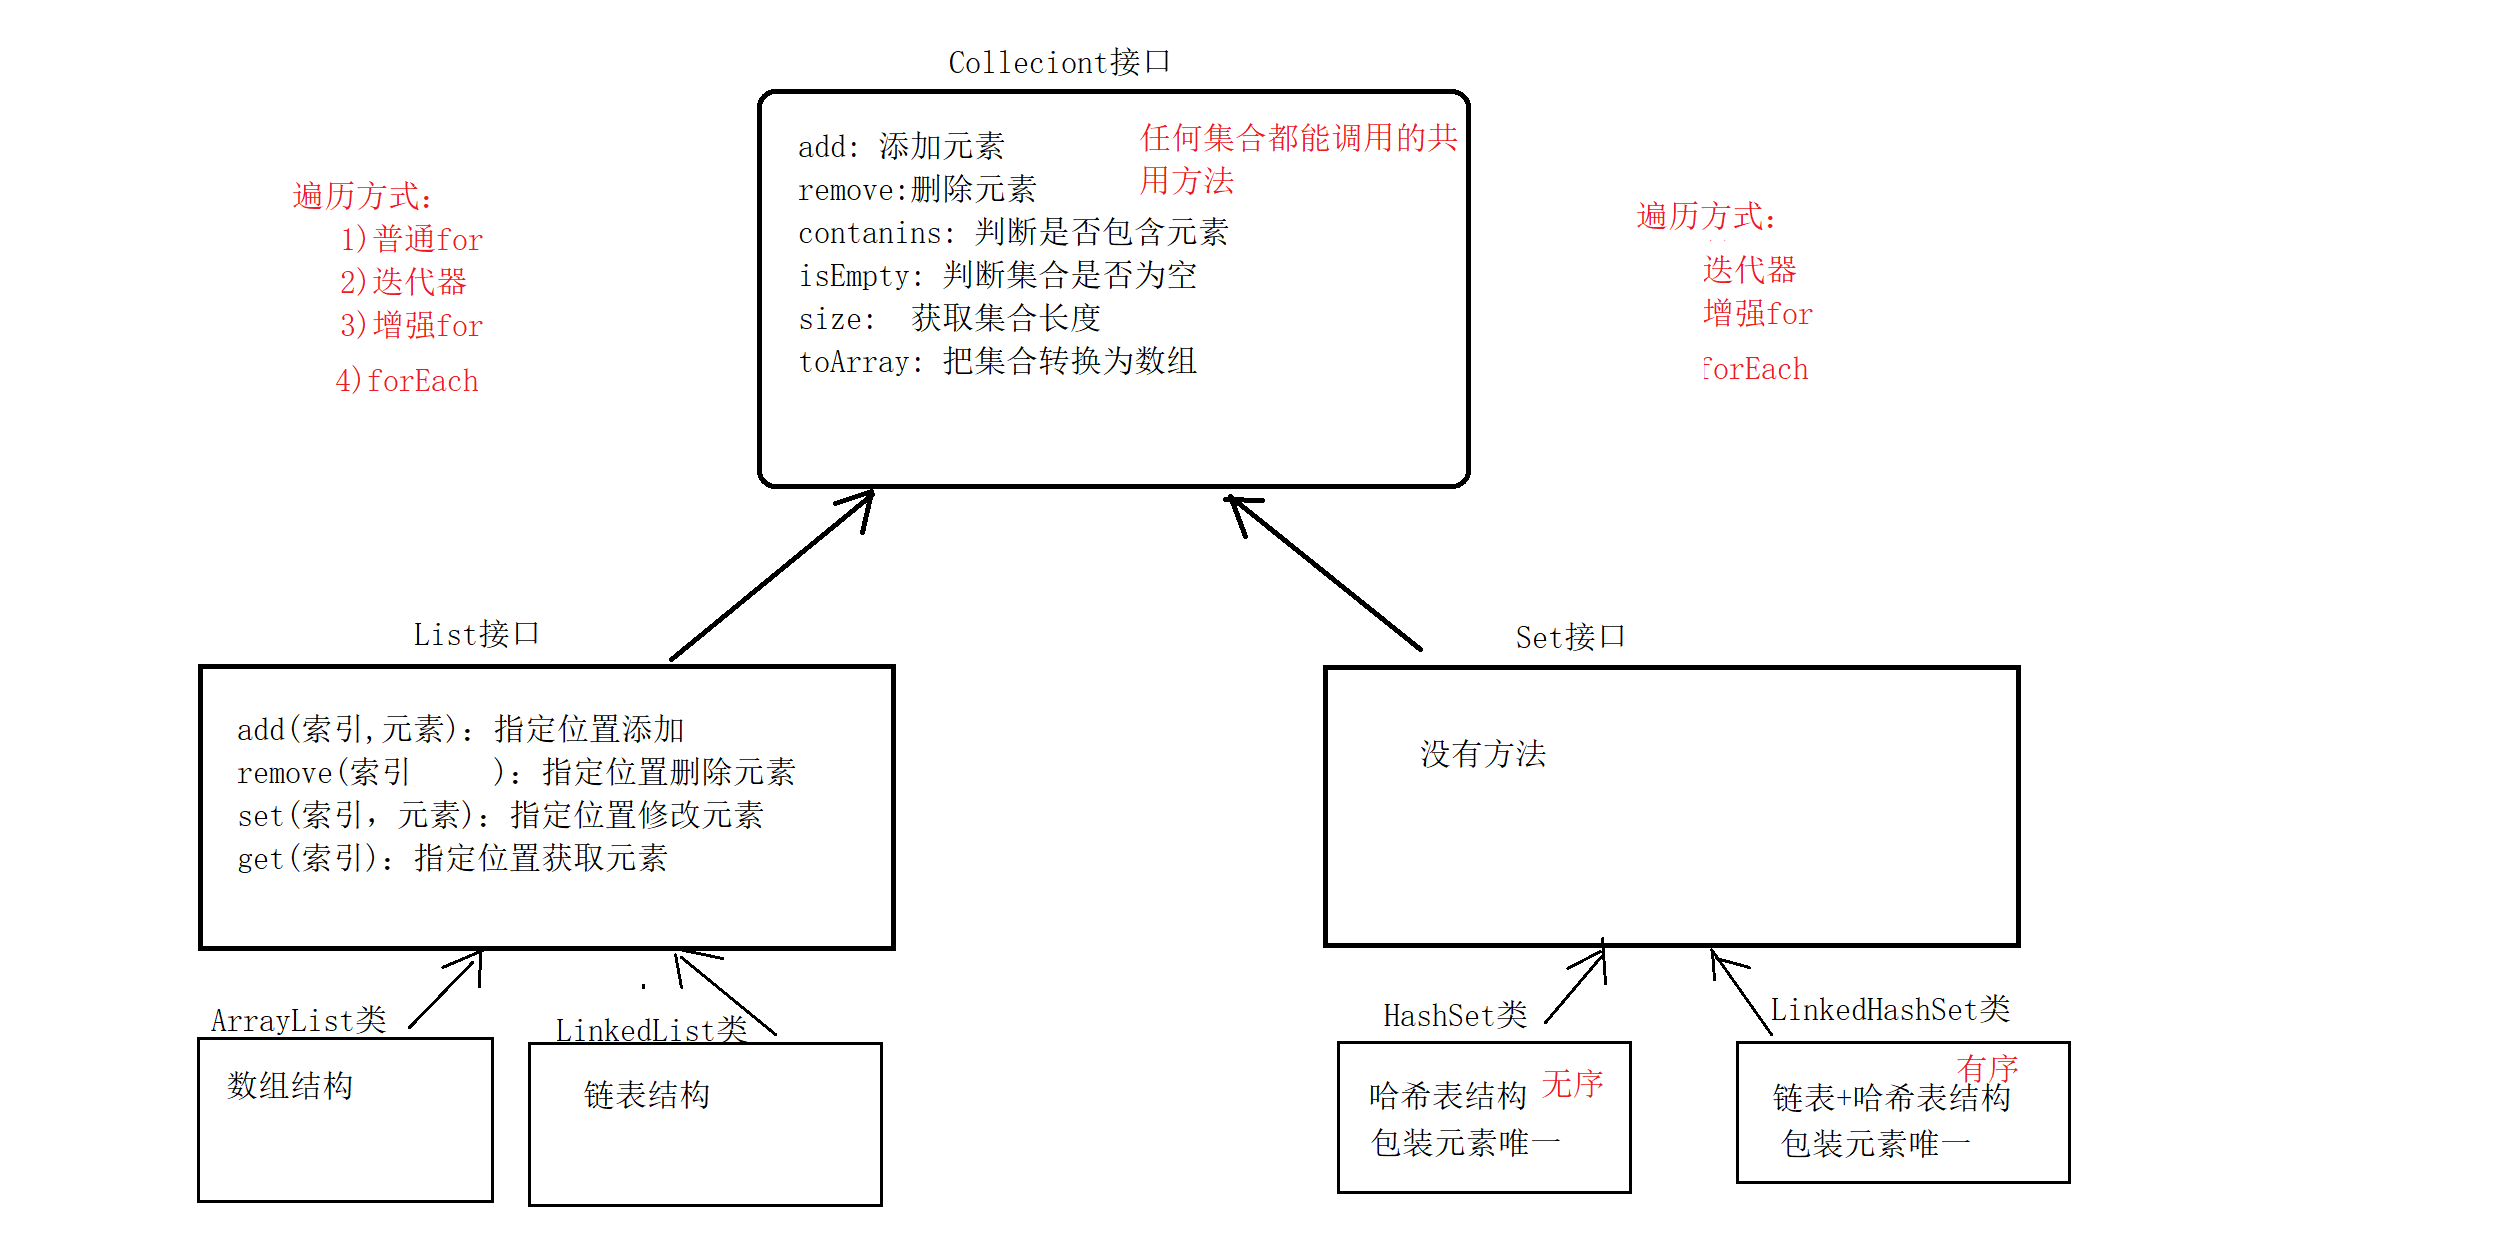 Colleciont接口
add: 添加元素
remove:删除元素
contanins: 判断是否包含元素
isEmpty: 判断集合是否为空
size: 获取集合长度
toArray: 把集合转换为数组
任何集合都能调用的共
用方法
遍历方式:
1)普通for
2)迭代器
3)增强for
4)forEach
遍历方式:
迭代器
增强for
forEach
List接口
add(索引,元素): 指定位置添加
remove(索引 ): 指定位置删除元素
set(索引, 元素): 指定位置修改元素
get(索引): 指定位置获取元素
Set接口
没有方法
ArrayList类
数组结构
LinkedList类
链表结构
HashSet类
哈希表结构 无序
包装元素唯一
LinkedHashSet类
有序
链表+哈希表结构
包装元素唯一